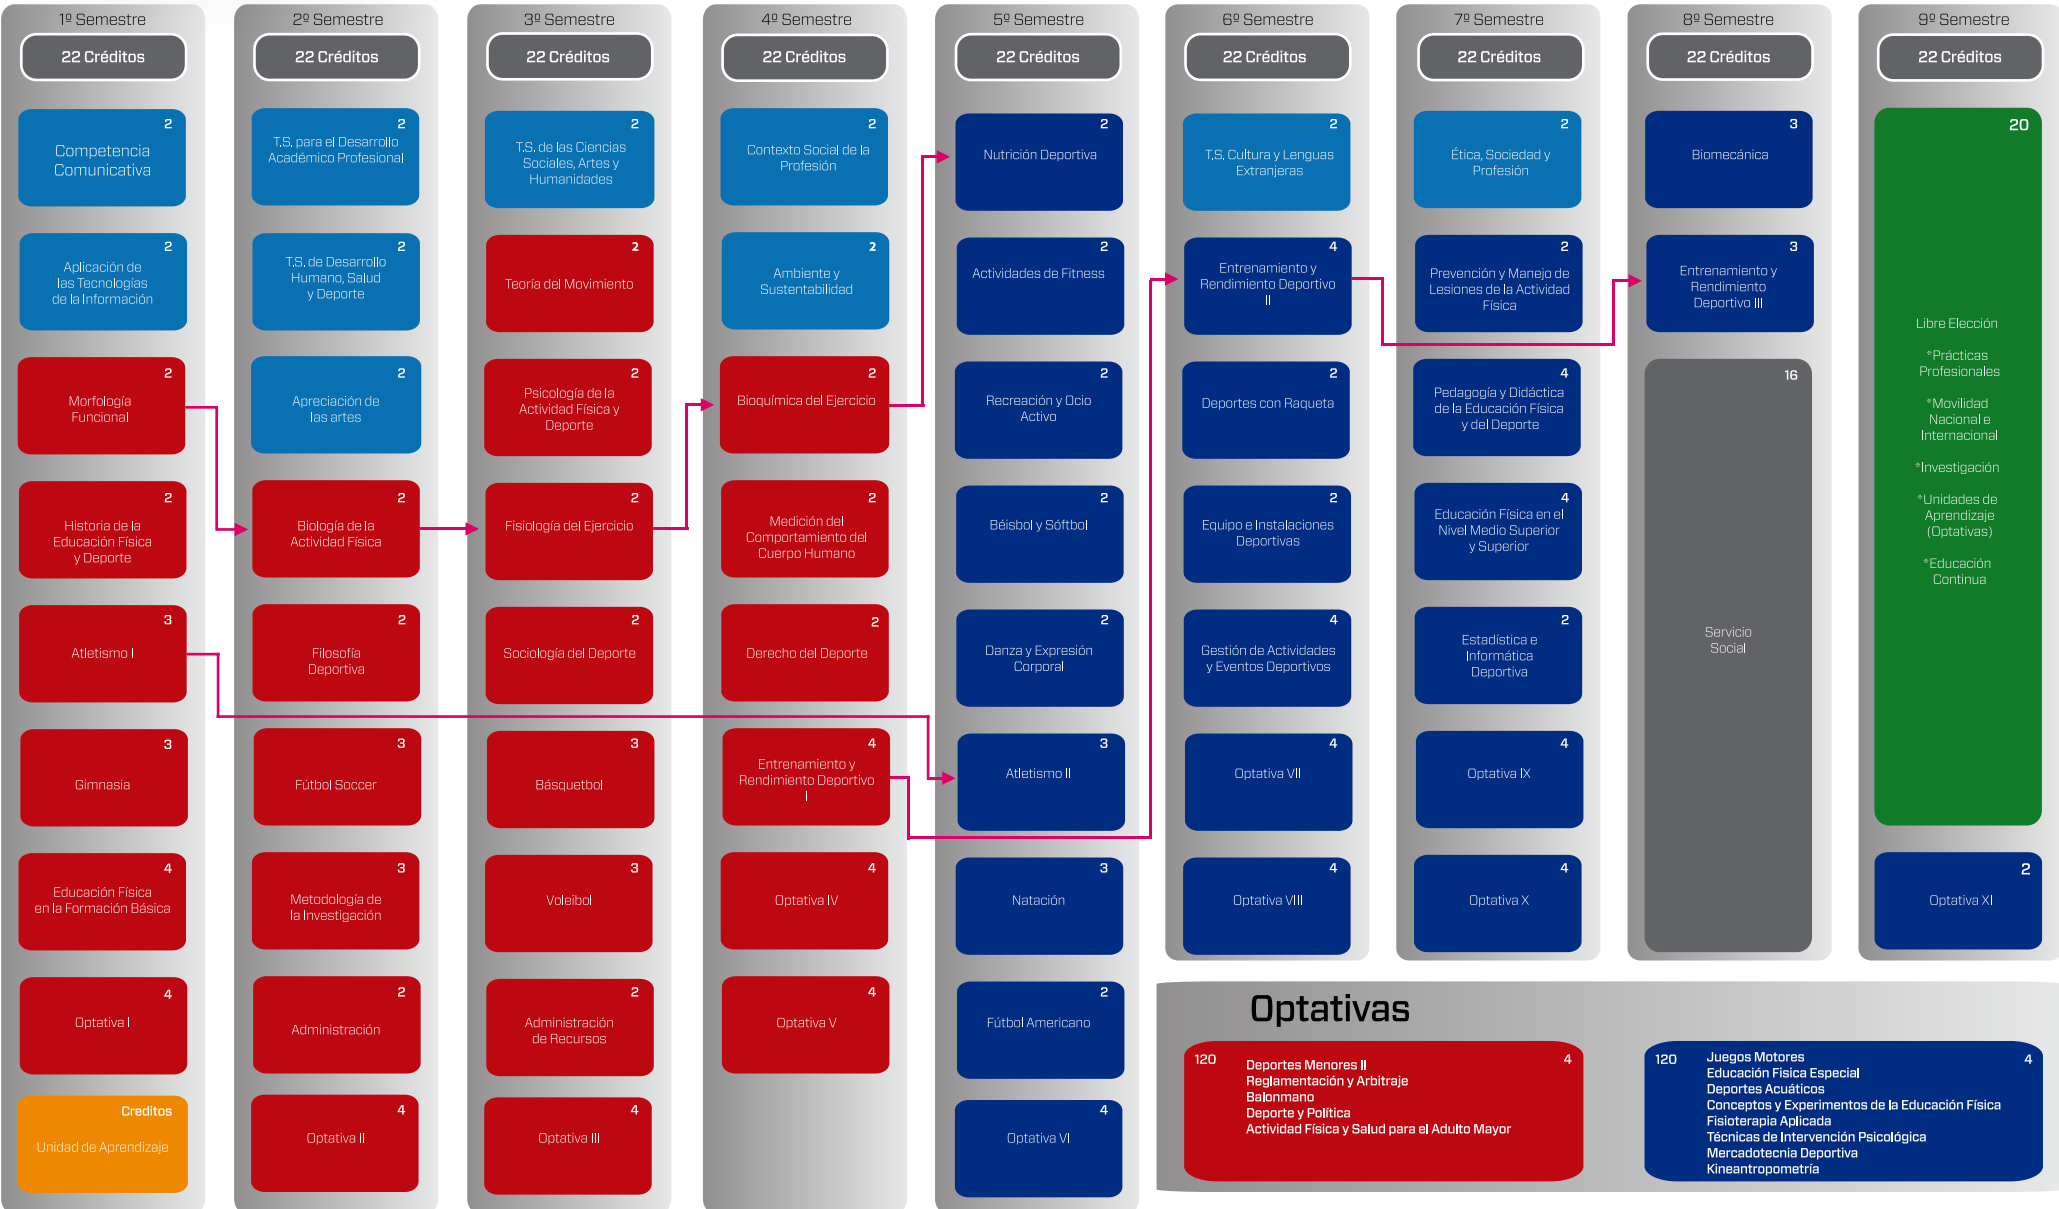 1º Semestre
22 Créditos
2
Competencia
Comunicativa
2
Aplicación de
las Tecnologías
de la Información
2
Morfología
Funcional
2
Historia de la
Educación Física
y Deporte
3
Atletismo I
3
Gimnasia
4
Educación Física
en la Formación Básica
4
Optativa I
Creditos
Unidad de Aprendizaje
2º Semestre
22 Créditos
2
T.S. para el Desarrollo
Académico Profesional
2
T.S. de Desarrollo
Humano, Salud
y Deporte
2
Apreciación de
las artes
2
Biología de la
Actividad Física
2
Filosofía
Deportiva
3
Fútbol Soccer
3
Metodología de
la Investigación
2
Administración
4
Optativa II
3º Semestre
22 Créditos
2
T.S. de las Ciencias
Sociales, Artes y
Humanidades
2
Teoría del Movimiento
2
Psicología de la
Actividad Física y
Deporte
2
Fisiología del Ejercicio
2
Sociología del Deporte
3
Básquetbol
3
Voleibol
2
Administración
de Recursos
4
Optativa III
4º Semestre
22 Créditos
2
Contexto Social de la
Profesión
2
Ambiente y
Sustentabilidad
2
Bioquímica del Ejercicio
2
Medición del
Comportamiento del
Cuerpo Humano
2
Derecho del Deporte
4
Entrenamiento y
Rendimiento Deportivo
I
4
Optativa IV
4
Optativa V
5º Semestre
22 Créditos
2
Nutrición Deportiva
2
Actividades de Fitness
2
Recreación y Ocio
Activo
2
Béisbol y Sóftbol
2
Danza y Expresión
Corporal
3
Atletismo II
3
Natación
2
Fútbol Americano
4
Optativa VI
6º Semestre
22 Créditos
2
T.S. Cultura y Lenguas
Extranjeras
4
Entrenamiento y
Rendimiento Deportivo
II
2
Deportes con Raqueta
2
Equipo e Instalaciones
Deportivas
4
Gestión de Actividades
y Eventos Deportivos
4
Optativa VII
4
Optativa VIII
7º Semestre
22 Créditos
2
Ética, Sociedad y
Profesión
2
Prevención y Manejo de
Lesiones de la Actividad
Física
4
Pedagogía y Didáctica
de la Educación Física
y del Deporte
4
Educación Física en el
Nivel Medio Superior
y Superior
2
Estadística e
Informática
Deportiva
4
Optativa IX
4
Optativa X
8º Semestre
22 Créditos
3
Biomecánica
3
Entrenamiento y
Rendimiento
Deportivo III
16
Servicio
Social
9º Semestre
22 Créditos
20
Libre Elección
*Prácticas
Profesionales
*Movilidad
Nacional e
Internacional
*Investigación
*Unidades de
Aprendizaje
(Optativas)
*Educación
Continua
2
Optativa XI
Optativas
120
4
Deportes Menores II
Reglamentación y Arbitraje
Balonmano
Deporte y Política
Actividad Física y Salud para el Adulto Mayor
120
4
Juegos Motores
Educación Fisica Especial
Deportes Acuáticos
Conceptos y Experimentos de la Educación Física
Fisioterapia Aplicada
Técnicas de Intervención Psicológica
Mercadotecnia Deportiva
Kineantropometría